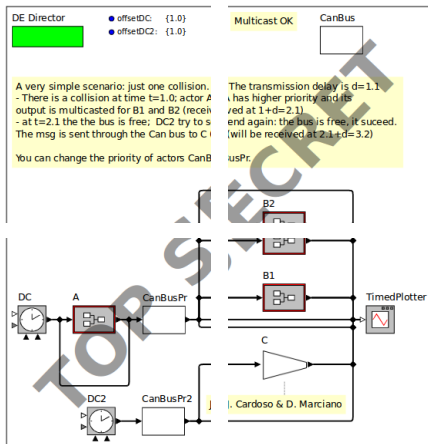 DE Director
offsetDC: {1.0}
offsetDC2: {1.0}
Multicast OK
CanBus
A very simple scenario: just one collision. The transmission delay is d=1.1
- There is a collision at time t=1.0; actor A has higher priority and its
output is multicasted for B1 and B2 (received at 1+d=2.1)
- at t=2.1 the the bus is free; DC2 try to send again: the bus is free, it suceed.
The msg is sent through the Can bus to C (will be received at 2.1+d=3.2)
You can change the priority of actors CanBusPr.
TOP SECRET
B2
B1
DC
A
CanBusPr
TimedPlotter
C
DC2
CanBusPr2
J. Cardoso & D. Marciano